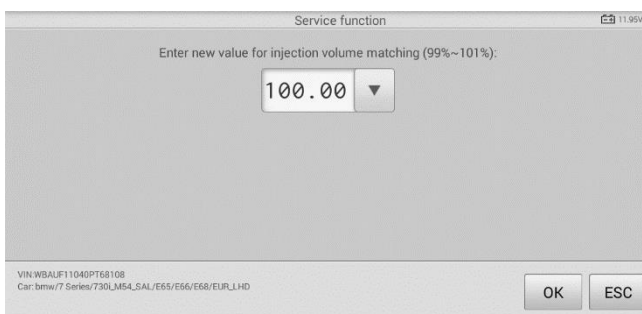 Service function
11.95V
Enter new value for injection volume matching (99%~101%):
100.00
VIN:WBAUF11040PT68108
Car: bmw/7 Series/730i_M54_SAL/E65/E66/E68/EUR_LHD
OK
ESC